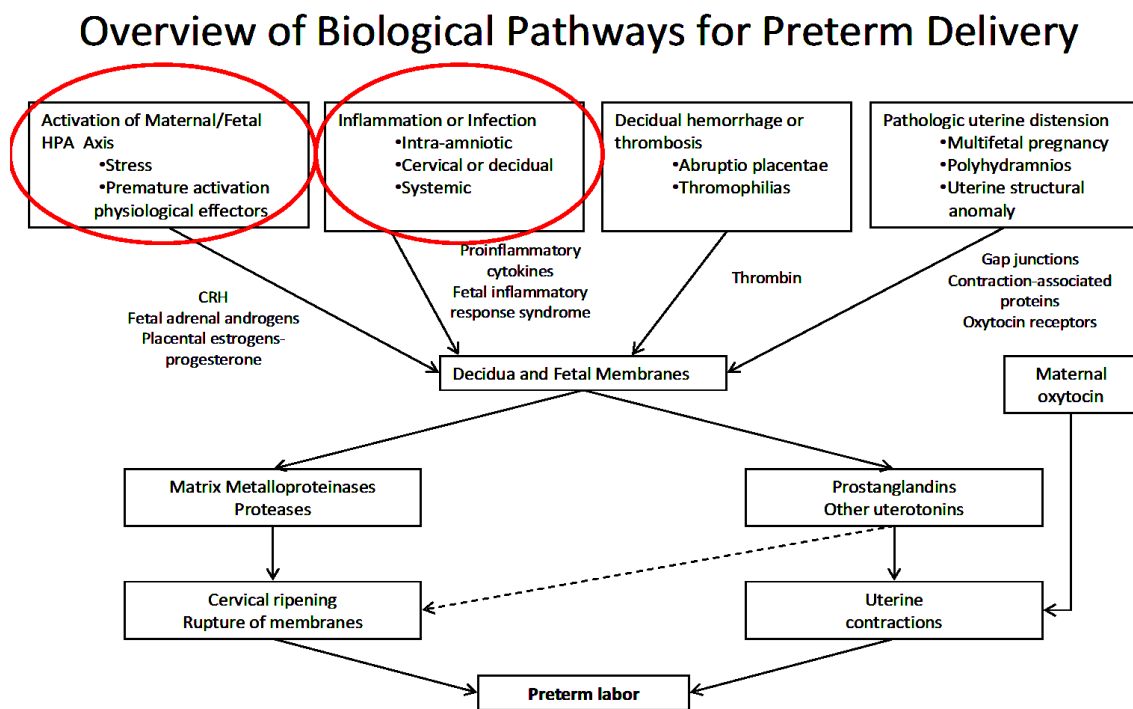 Overview of Biological Pathways for Preterm Delivery
Activation of Maternal/Fetal
HPA Axis
•Stress
•Premature activation
physiological effectors
Inflammation or Infection
•Intra-amniotic
•Cervical or decidual
•Systemic
Decidual hemorrhage or
thrombosis
•Abruptio placentae
•Thromophilias
Pathologic uterine distension
•Multifetal pregnancy
•Polyhydramnios
•Uterine structural
anomaly
CRH
Fetal adrenal androgens
Placental estrogens-
progesterone
Proinflammatory
cytokines
Fetal inflammatory
response syndrome
Thrombin
Gap junctions
Contraction-associated
proteins
Oxytocin receptors
Decidua and Fetal Membranes
Maternal
oxytocin
Matrix Metalloproteinases
Proteases
Prostanglandins
Other uterotonins
Cervical ripening
Rupture of membranes
Uterine
contractions
Preterm labor